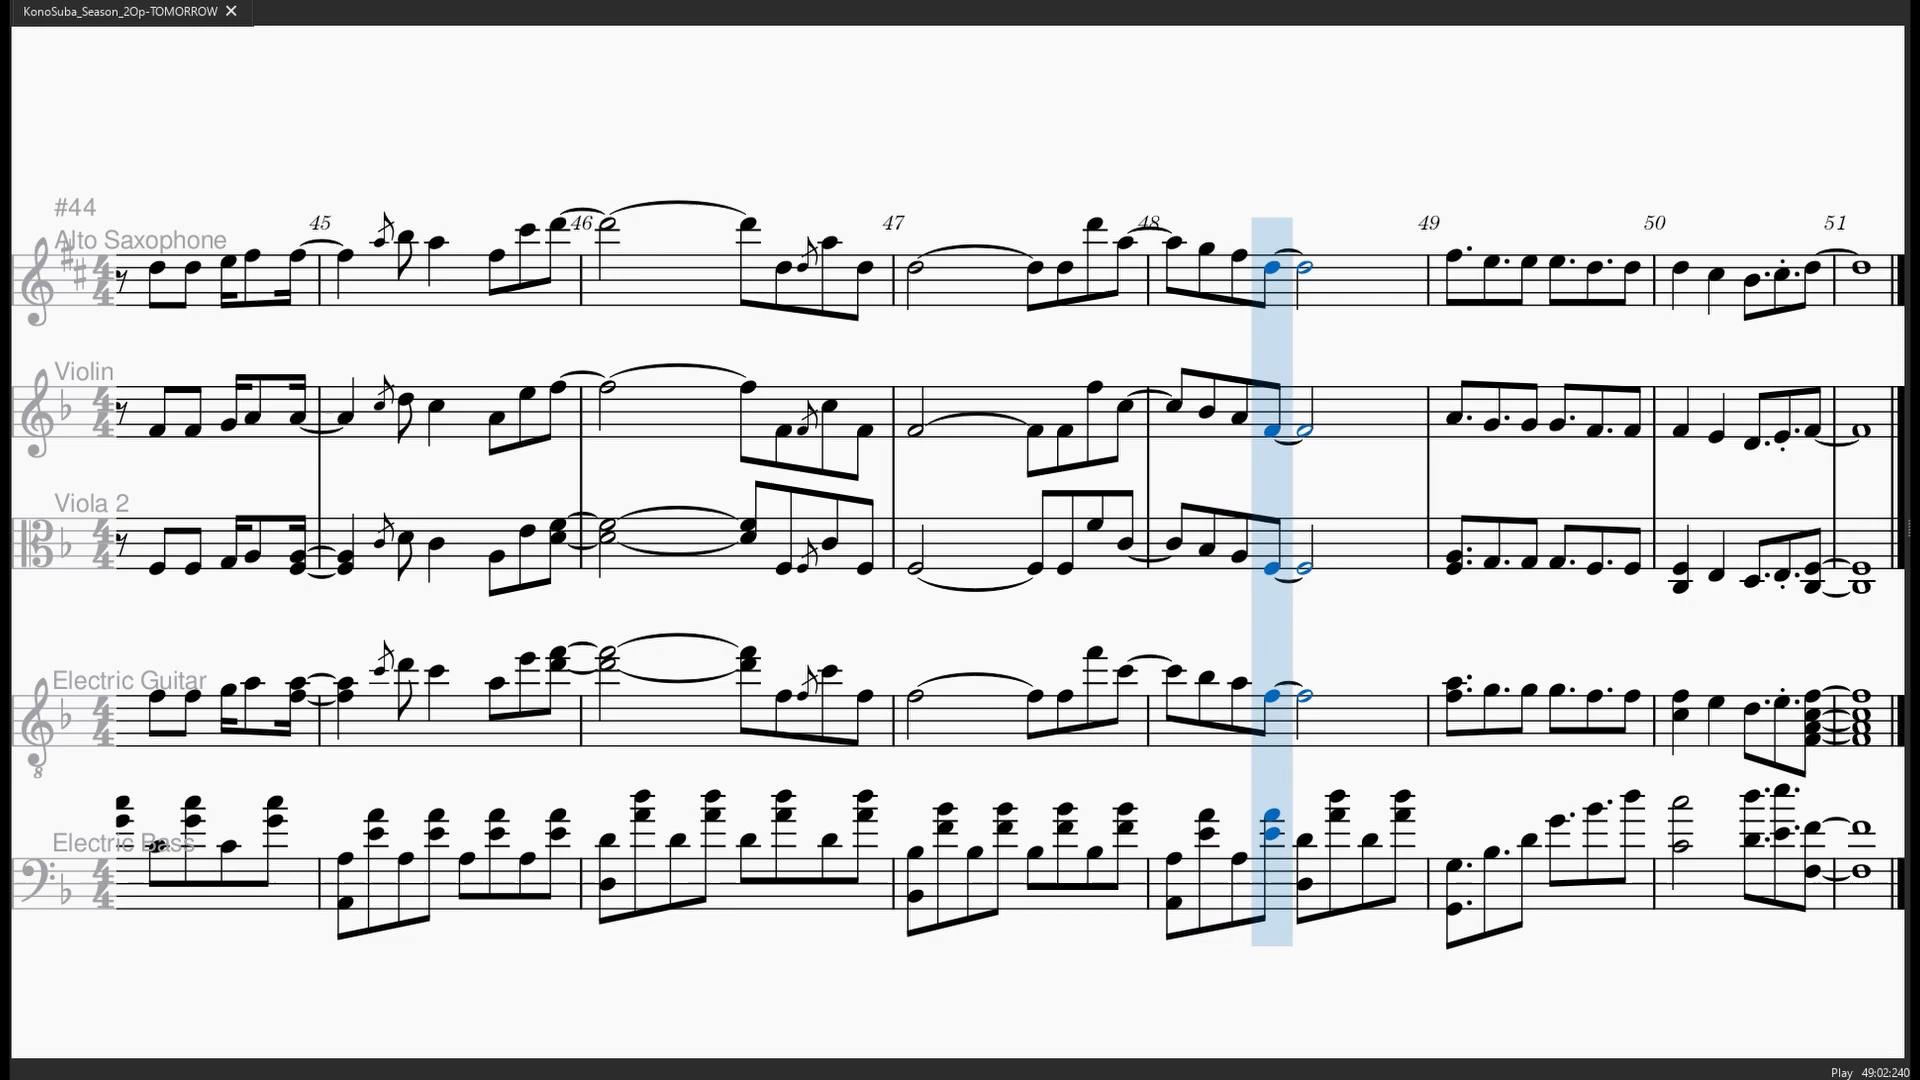 KonoSuba_Season_2Op-TOMORROW
#44
45 46 47 48 49 50 51
Alto Saxophone
Violin
Viola 2
Electric Guitar
8
Electric Bass
Play 49:02:240